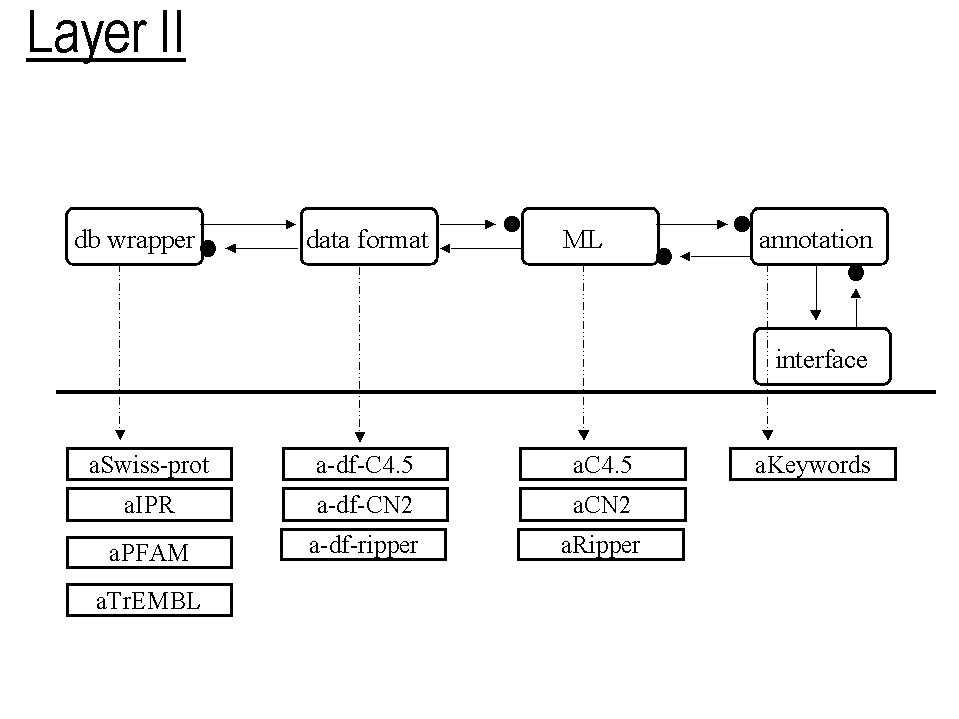 Layer II
db wrapper
data format
ML
annotation
interface
aSwiss-prot
a-df-C4.5
aC4.5
aKeywords
aIPR
a-df-CN2
aCN2
aPFAM
a-df-ripper
aRipper
aTrEMBL